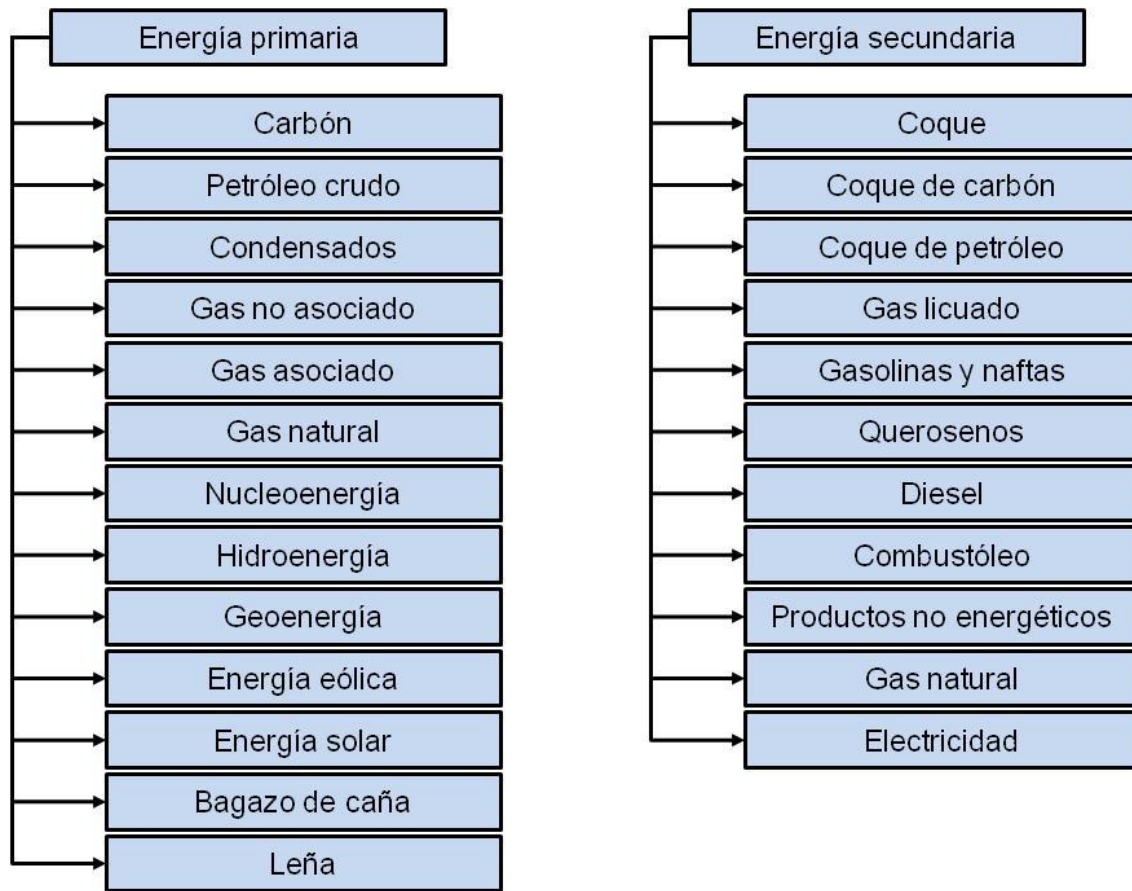 Energía primaria
Carbón
Petróleo crudo
Condensados
Gas no asociado
Gas asociado
Gas natural
Nucleoenergía
Hidroenergía
Geoenergía
Energía eólica
Energía solar
Bagazo de caña
Leña
Energía secundaria
Coque
Coque de carbón
Coque de petróleo
Gas licuado
Gasolinas y naftas
Querosenos
Diesel
Combustóleo
Productos no energéticos
Gas natural
Electricidad